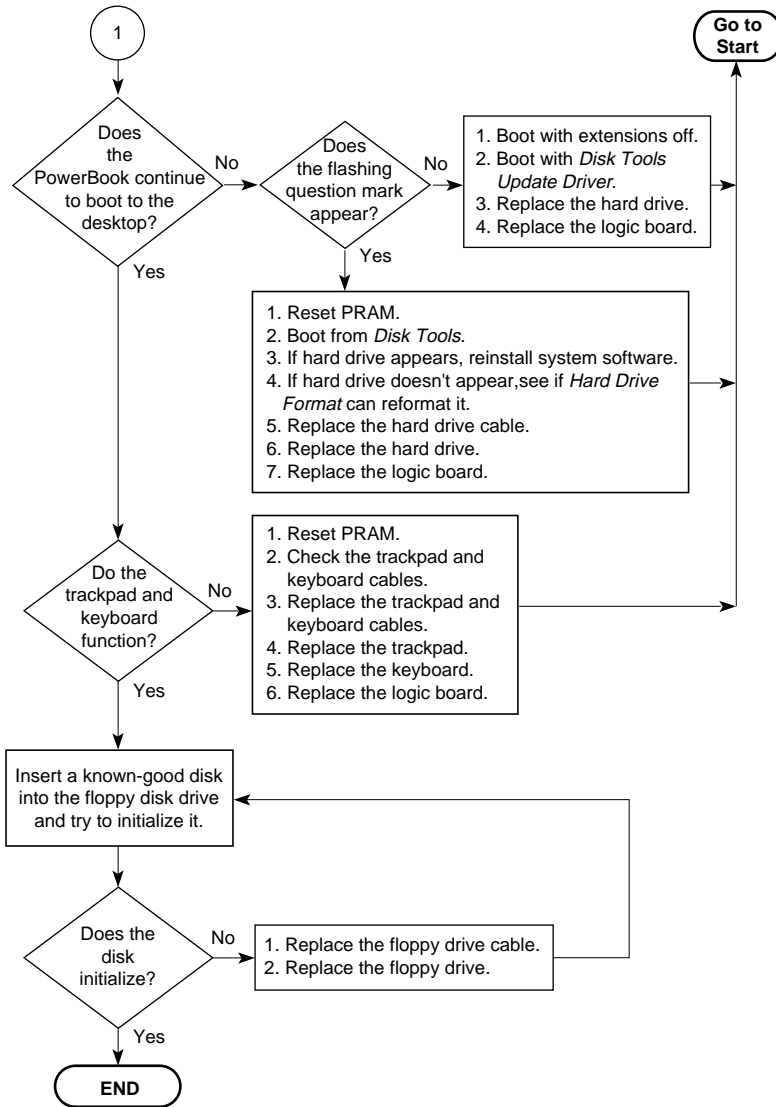 1
Go to
Start
Does
the
PowerBook continue
to boot to the
desktop?
No
Does
the flashing
question mark
appear?
No
1. Boot with extensions off.
2. Boot with Disk Tools
Update Driver.
3. Replace the hard drive.
4. Replace the logic board.
Yes
Yes
1. Reset PRAM.
2. Boot from Disk Tools.
3. If hard drive appears, reinstall system software.
4. If hard drive doesn't appear,see if Hard Drive
Format can reformat it.
5. Replace the hard drive cable.
6. Replace the hard drive.
7. Replace the logic board.
Do the
trackpad and
keyboard
function?
No
1. Reset PRAM.
2. Check the trackpad and
keyboard cables.
3. Replace the trackpad and
keyboard cables.
4. Replace the trackpad.
5. Replace the keyboard.
6. Replace the logic board.
Yes
Insert a known-good disk
into the floppy disk drive
and try to initialize it.
Does the
disk
initialize?
No
1. Replace the floppy drive cable.
2. Replace the floppy drive.
Yes
END